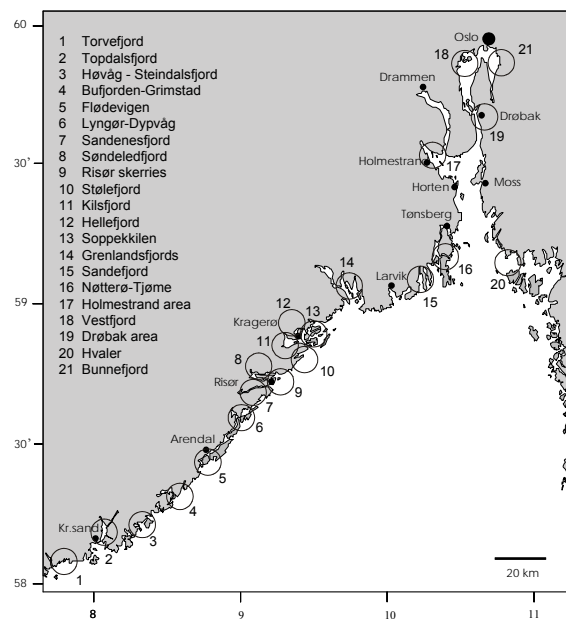 60
30'
59
30'
58
8
9
10
11
1 Torvefjord
2 Topdalsfjord
3 Høvåg - Steindalsfjord
4 Bufjorden-Grimstad
5 Flødevigen
6 Lyngør-Dypvåg
7 Sandenesfjord
8 Søndeledfjord
9 Risør skerries
10 Stølefjord
11 Kilsfjord
12 Hellefjord
13 Soppekkilen
14 Grenlandsfjords
15 Sandefjord
16 Nøtterø-Tjøme
17 Holmestrand area
18 Vestfjord
19 Drøbak area
20 Hvaler
21 Bunnefjord
Oslo
18
21
Drammen
Drøbak
19
Holmestrand
17
Horten
Moss
Tønsberg
16
20
14
Larvik
15
12
13
Kragerø
11
10
8
9
Risør
7
6
Arendal
5
4
Kr.sand
3
2
1
20 km